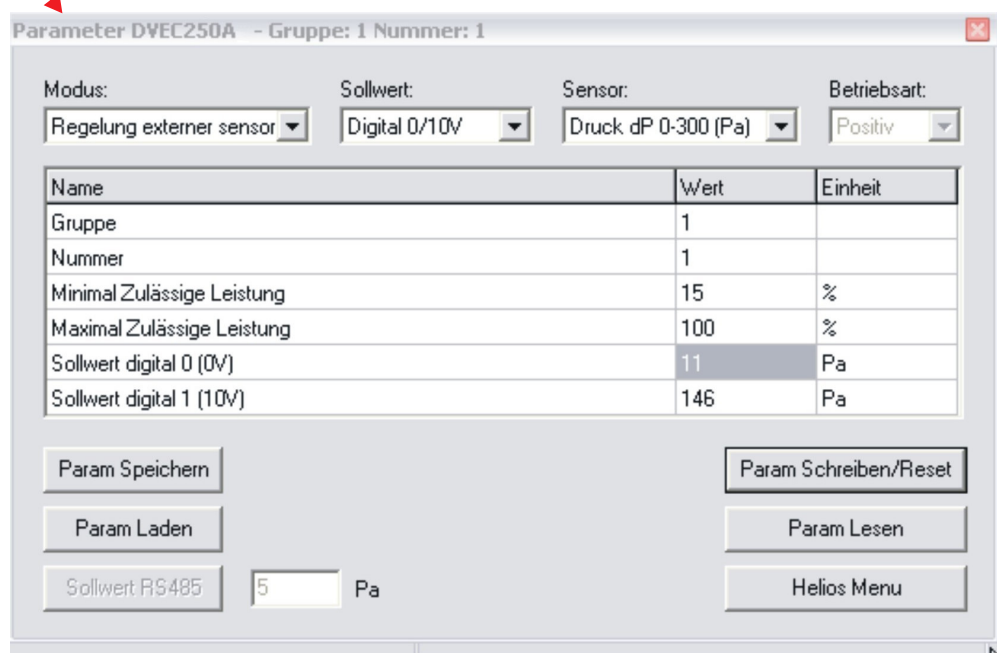 Parameter DVEC250A - Gruppe: 1 Nummer: 1
Modus: Sollwert: Sensor: Betriebsart:
Regelung externer sensor Digital 0/10V Druck dP 0-300 (Pa) Positiv
Name Wert Einheit
Gruppe 1
Nummer 1
Minimal Zulässige Leistung 15 %
Maximal Zulässige Leistung 100 %
Sollwert digital 0 (0V) 11 Pa
Sollwert digital 1 (10V) 146 Pa
Param Speichern Param Schreiben/Reset
Param Laden Param Lesen
Sollwert RS485 5 Pa Helios Menu